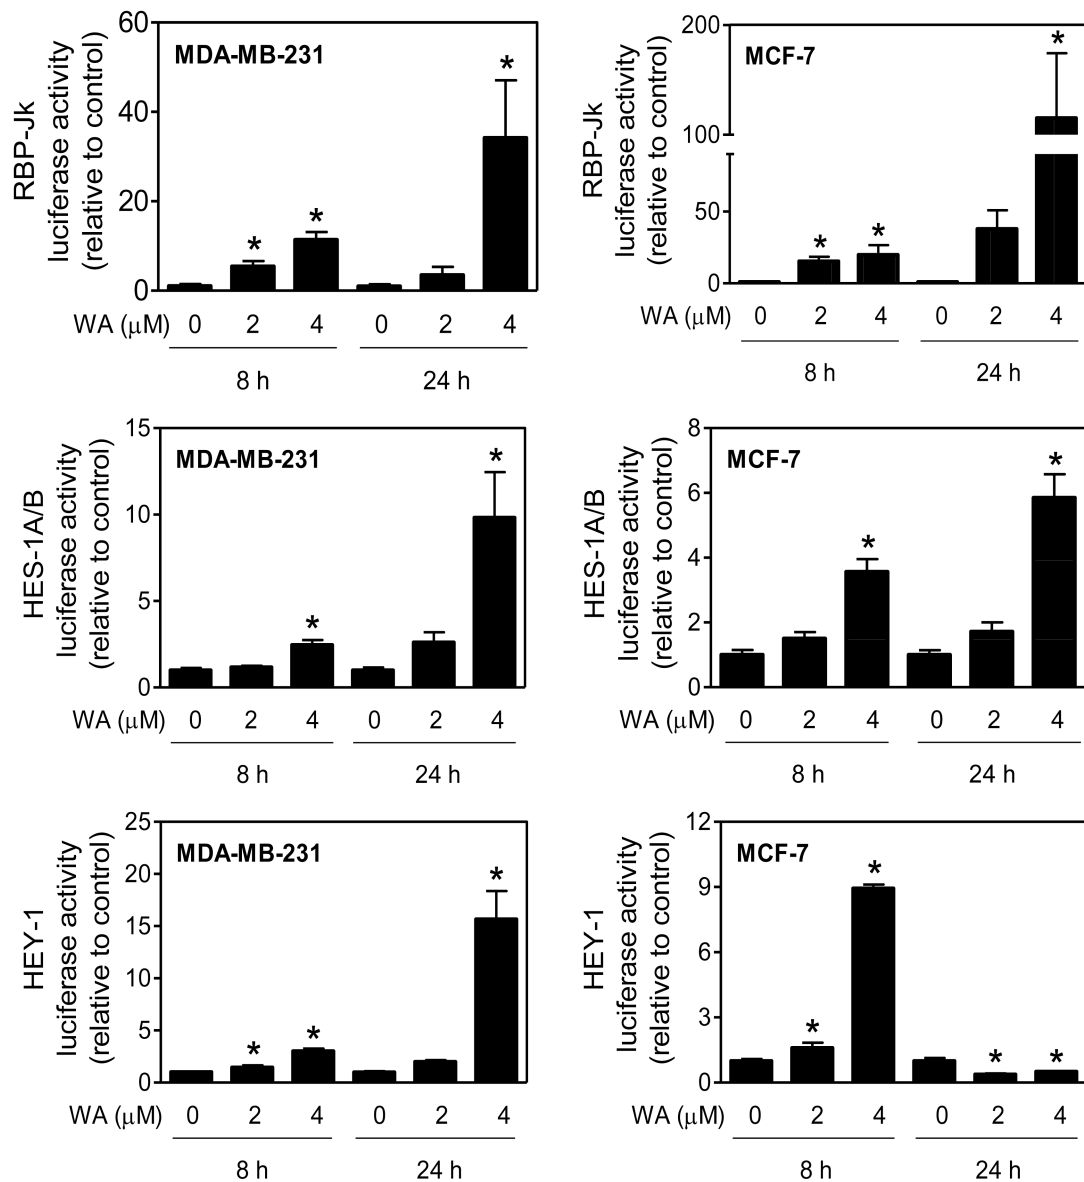 RBP-Jk
luciferase activity
(relative to control)
60
40
20
0
MDA-MB-231
*
*
*
WA (μM) 0 2 4 0 2 4
8 h 24 h
RBP-Jk
luciferase activity
(relative to control)
200
100
50
0
MCF-7
*
*
*
WA (μM) 0 2 4 0 2 4
8 h 24 h
HES-1A/B
luciferase activity
(relative to control)
15
10
5
0
MDA-MB-231
*
*
WA (μM) 0 2 4 0 2 4
8 h 24 h
HES-1A/B
luciferase activity
(relative to control)
8
6
4
2
0
MCF-7
*
*
WA (μM) 0 2 4 0 2 4
8 h 24 h
HEY-1
luciferase activity
(relative to control)
25
20
15
10
5
0
MDA-MB-231
*
*
*
WA (μM) 0 2 4 0 2 4
8 h 24 h
HEY-1
luciferase activity
(relative to control)
12
9
6
3
0
MCF-7
*
*
*
*
WA (μM) 0 2 4 0 2 4
8 h 24 h